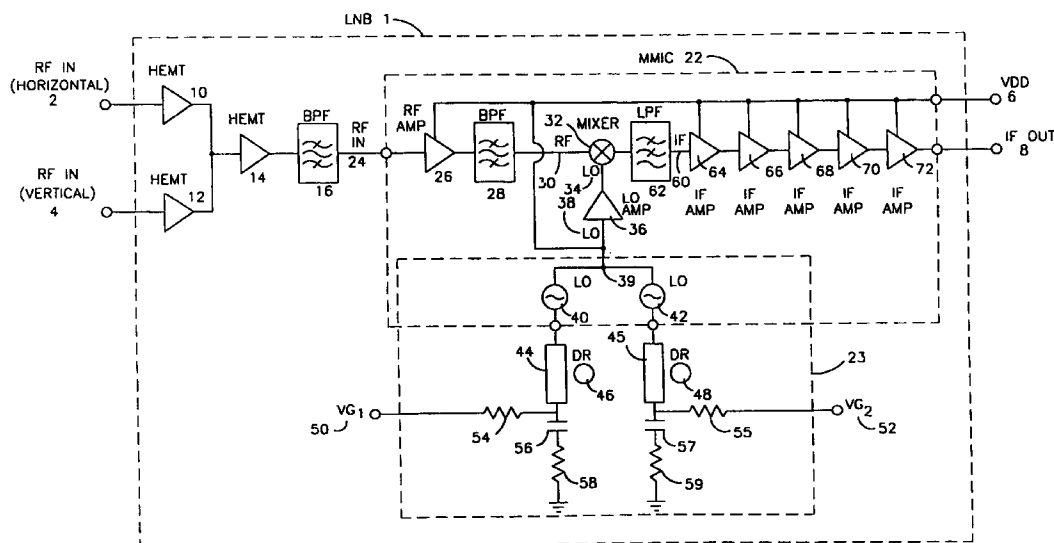 LNB 1
MMIC 22
RF IN
(HORIZONTAL)
2
HEMT
10
HEMT
14
BPF
16
RF
IN
24
RF
AMP
26
BPF
28
RF
30
32
MIXER
LO
34
38
LO
LO
AMP
36
LPF
62
IF
60
64
66
68
70
72
IF
AMP
IF
AMP
IF
AMP
IF
AMP
IF
AMP
VDD
6
IF OUT
8
RF IN
(VERTICAL)
4
HEMT
12
39
LO
40
LO
42
44
DR
46
45
DR
48
23
VG1
50
54
56
58
55
57
59
VG2
52